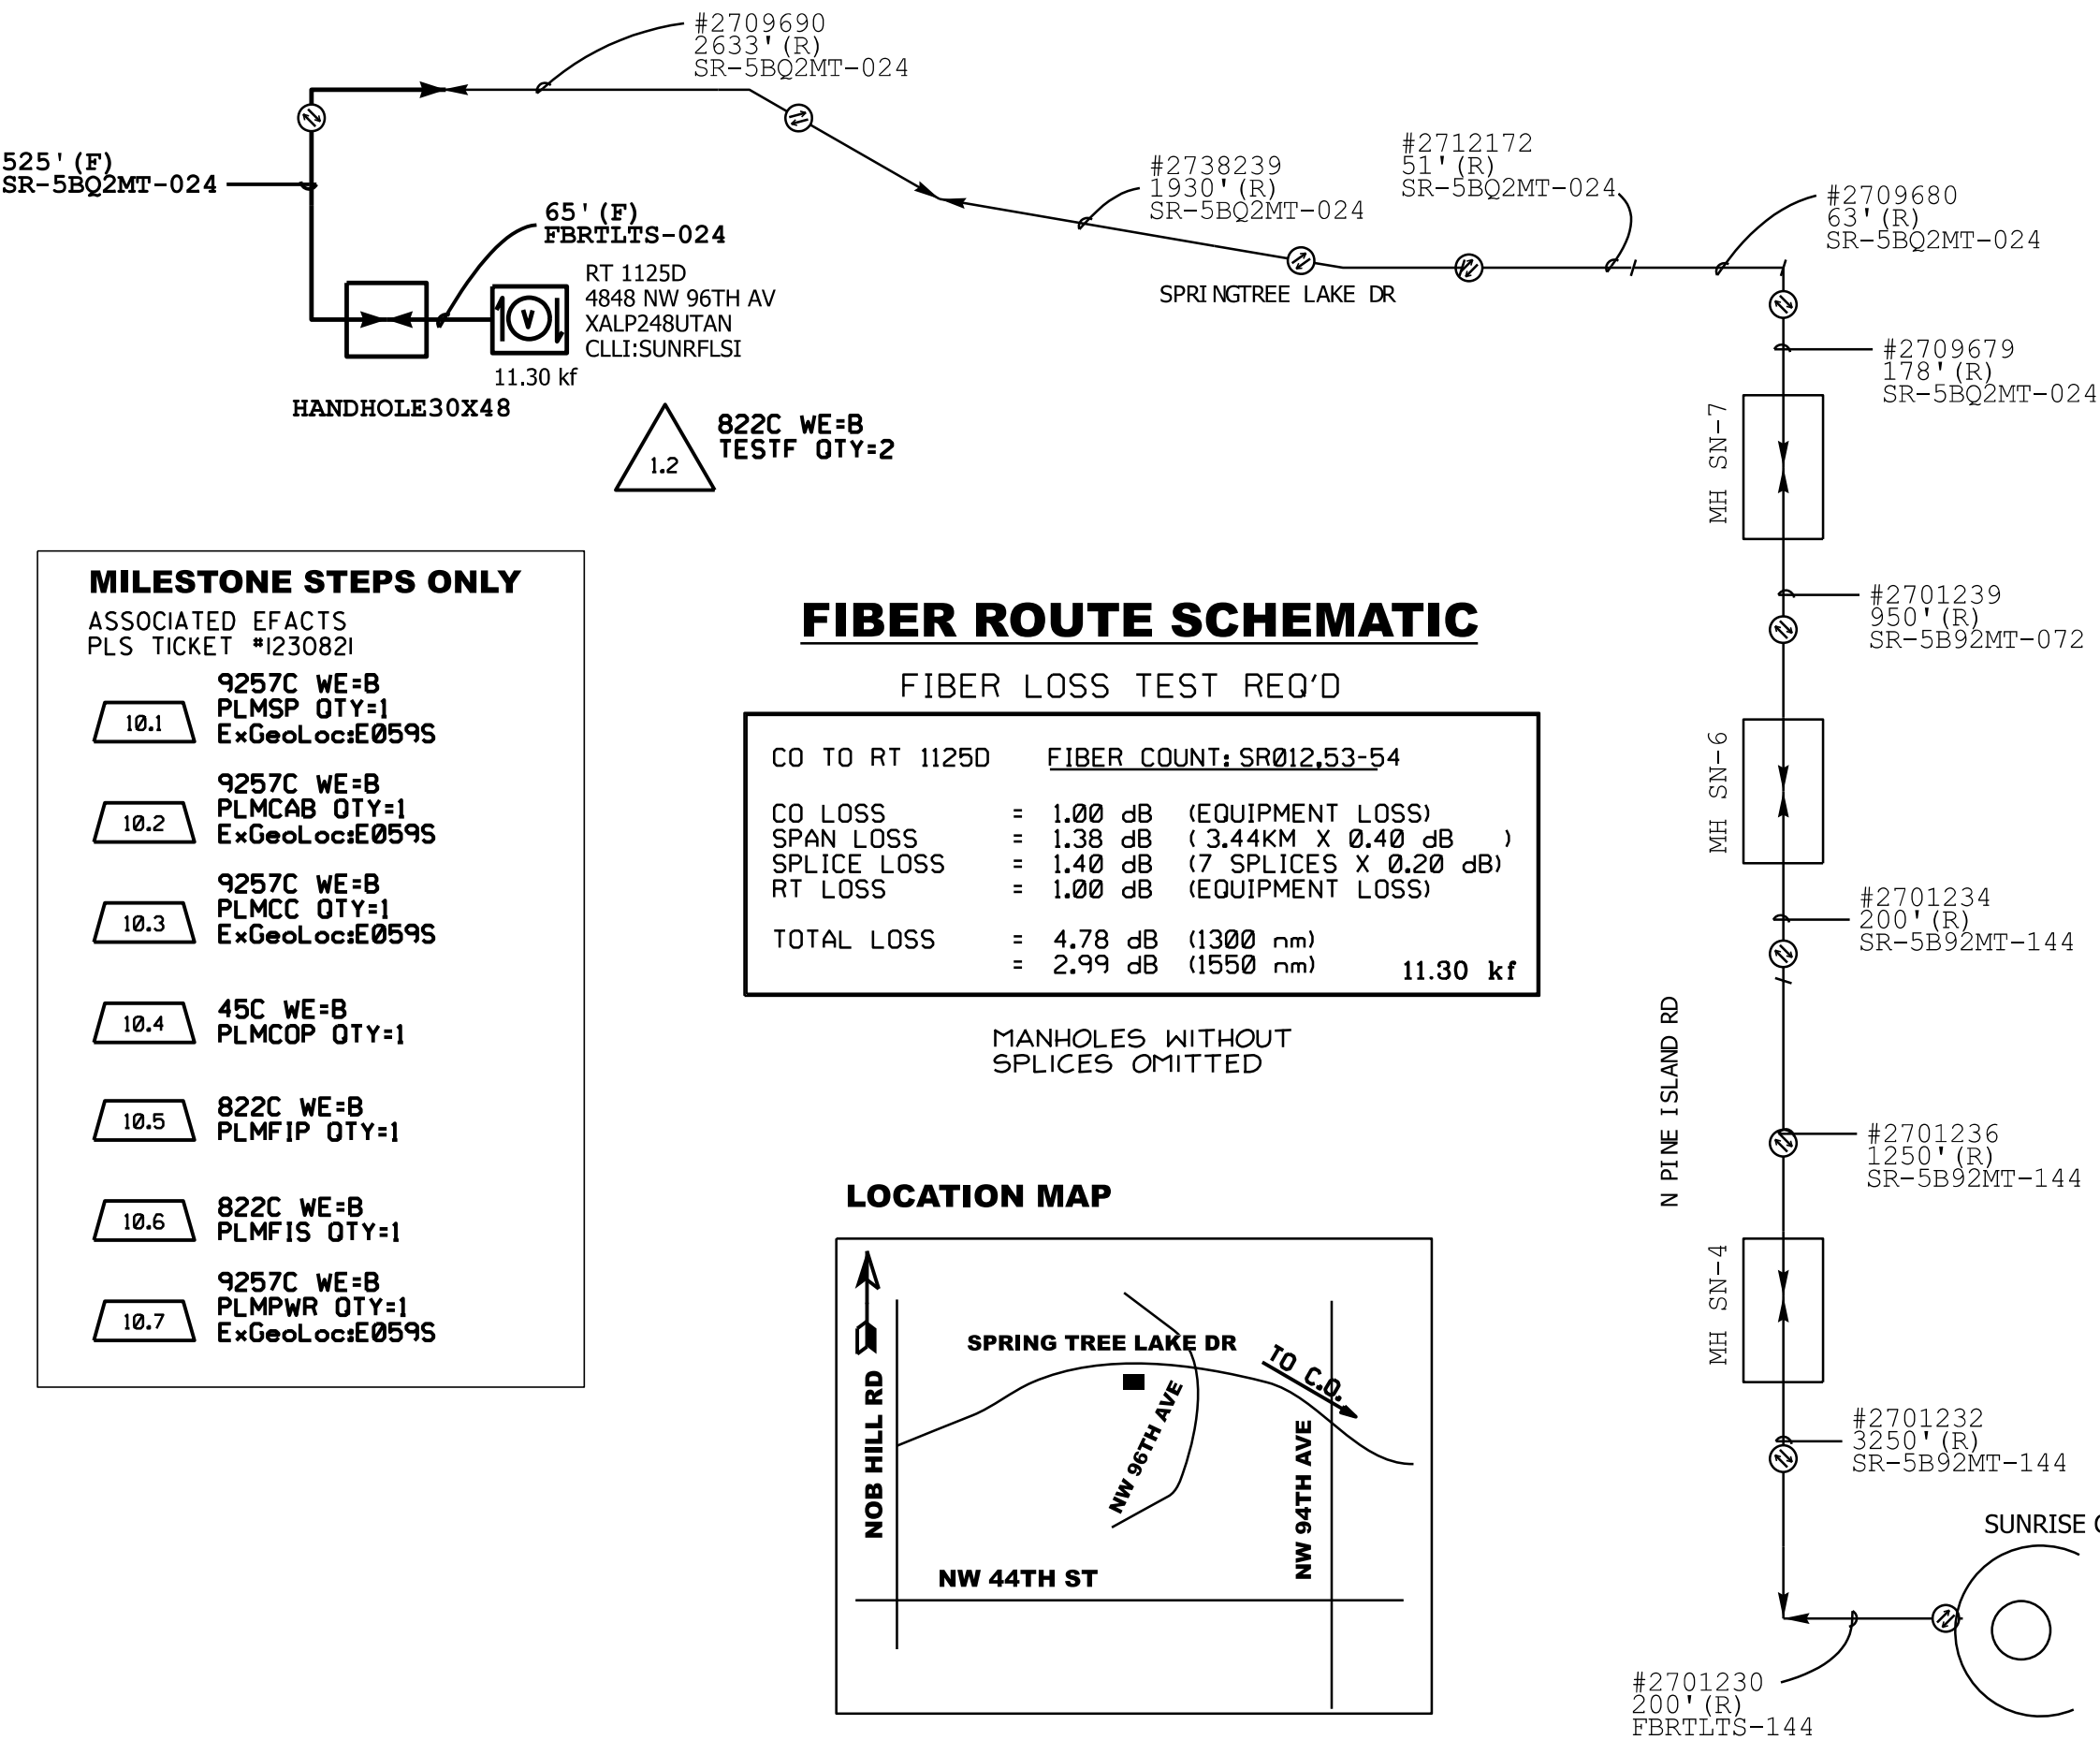 #2709690
2633'(R)
SR-5BQ2MT-024
525'(F)
SR-5BQ2MT-024
65'(F)
FBRTLTS-024
RT 1125D
4848 NW 96TH AV
XALP248UTAN
CLLI:SUNRFLSI
11.30 kf
HANDHOLE30X48
1.2
822C WE=B
TESTF QTY=2
#2738239
1930'(R)
SR-5BQ2MT-024
SPRINGTREE LAKE DR
#2712172
51'(R)
SR-5BQ2MT-024
#2709680
63'(R)
SR-5BQ2MT-024
#2709679
178'(R)
SR-5BQ2MT-024
MH SN-7
#2701239
950'(R)
SR-5B92MT-072
MH SN-6
#2701234
200'(R)
SR-5B92MT-144
N PINE ISLAND RD
#2701236
1250'(R)
SR-5B92MT-144
MH SN-4
#2701232
3250'(R)
SR-5B92MT-144
SUNRISE
#2701230
200'(R)
FBRTLTS-144
MILESTONE STEPS ONLY
ASSOCIATED EFACTS
PLS TICKET #1230821
10.1
9257C WE=B
PLMSP QTY=1
ExGeoLoc:E059S
10.2
9257C WE=B
PLMCAB QTY=1
ExGeoLoc:E059S
10.3
9257C WE=B
PLMCC QTY=1
ExGeoLoc:E059S
10.4
45C WE=B
PLMCOP QTY=1
10.5
822C WE=B
PLMFIP QTY=1
10.6
822C WE=B
PLMFIS QTY=1
10.7
9257C WE=B
PLMPWR QTY=1
ExGeoLoc:E059S
FIBER ROUTE SCHEMATIC
FIBER LOSS TEST REQ'D
CO TO RT 1125D FIBER COUNT: SR012,53-54
CO LOSS = 1.00 dB (EQUIPMENT LOSS)
SPAN LOSS = 1.38 dB ( 3.44KM X 0.40 dB )
SPLICE LOSS = 1.40 dB (7 SPLICES X 0.20 dB)
RT LOSS = 1.00 dB (EQUIPMENT LOSS)
TOTAL LOSS = 4.78 dB (1300 nm)
= 2.99 dB (1550 nm) 11.30 kf
MANHOLES WITHOUT
SPLICES OMITTED
LOCATION MAP
SPRING TREE LAKE DR
TO C.O.
NOB HILL RD
NW 96TH AVE
NW 94TH AVE
NW 44TH ST